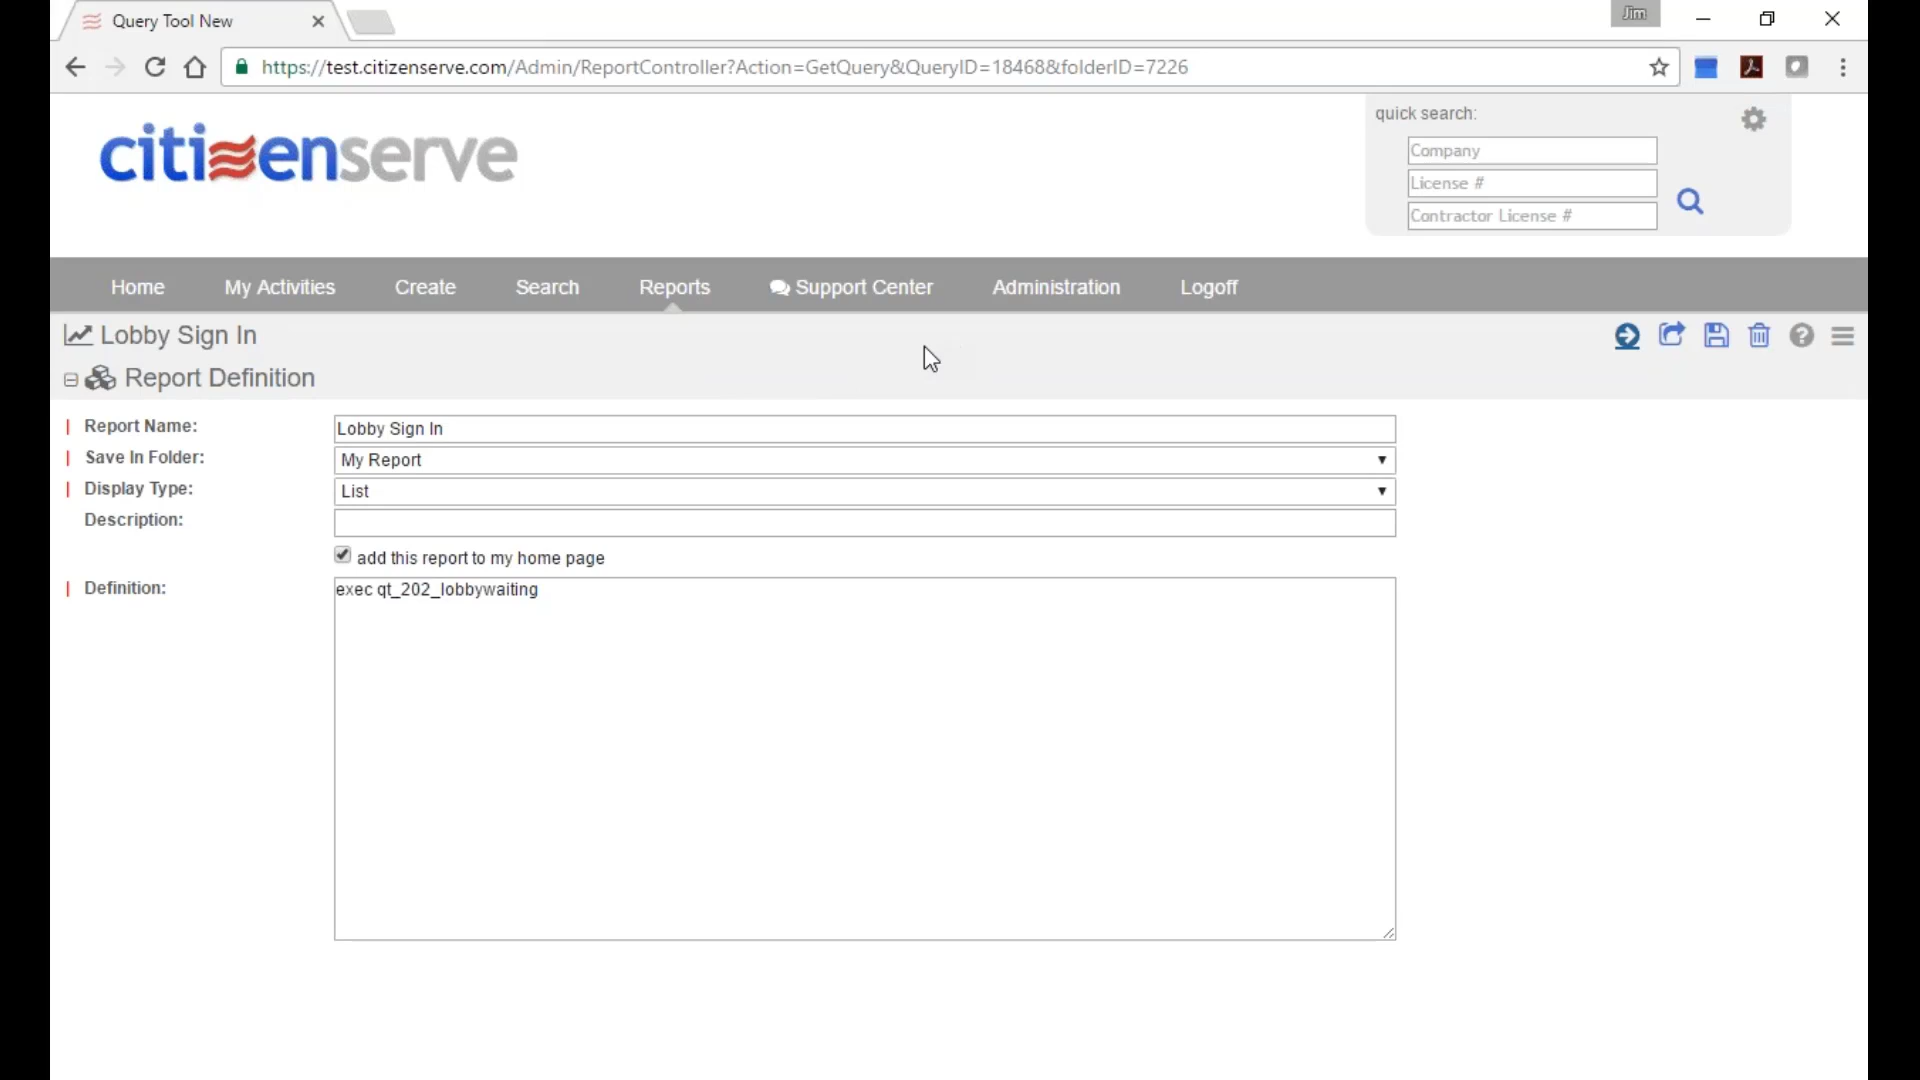 Query Tool New
Jim
https://test.citizenserve.com/Admin/ReportController?Action=GetQuery&QueryID=18468&folderID=7226
citizenserve
quick search:
Company
License #
Contractor License #
Home My Activities Create Search Reports Support Center Administration Logoff
Lobby Sign In
Report Definition
Report Name: Lobby Sign In
Save In Folder: My Report
Display Type: List
Description:
add this report to my home page
Definition: exec qt_202_lobbywaiting